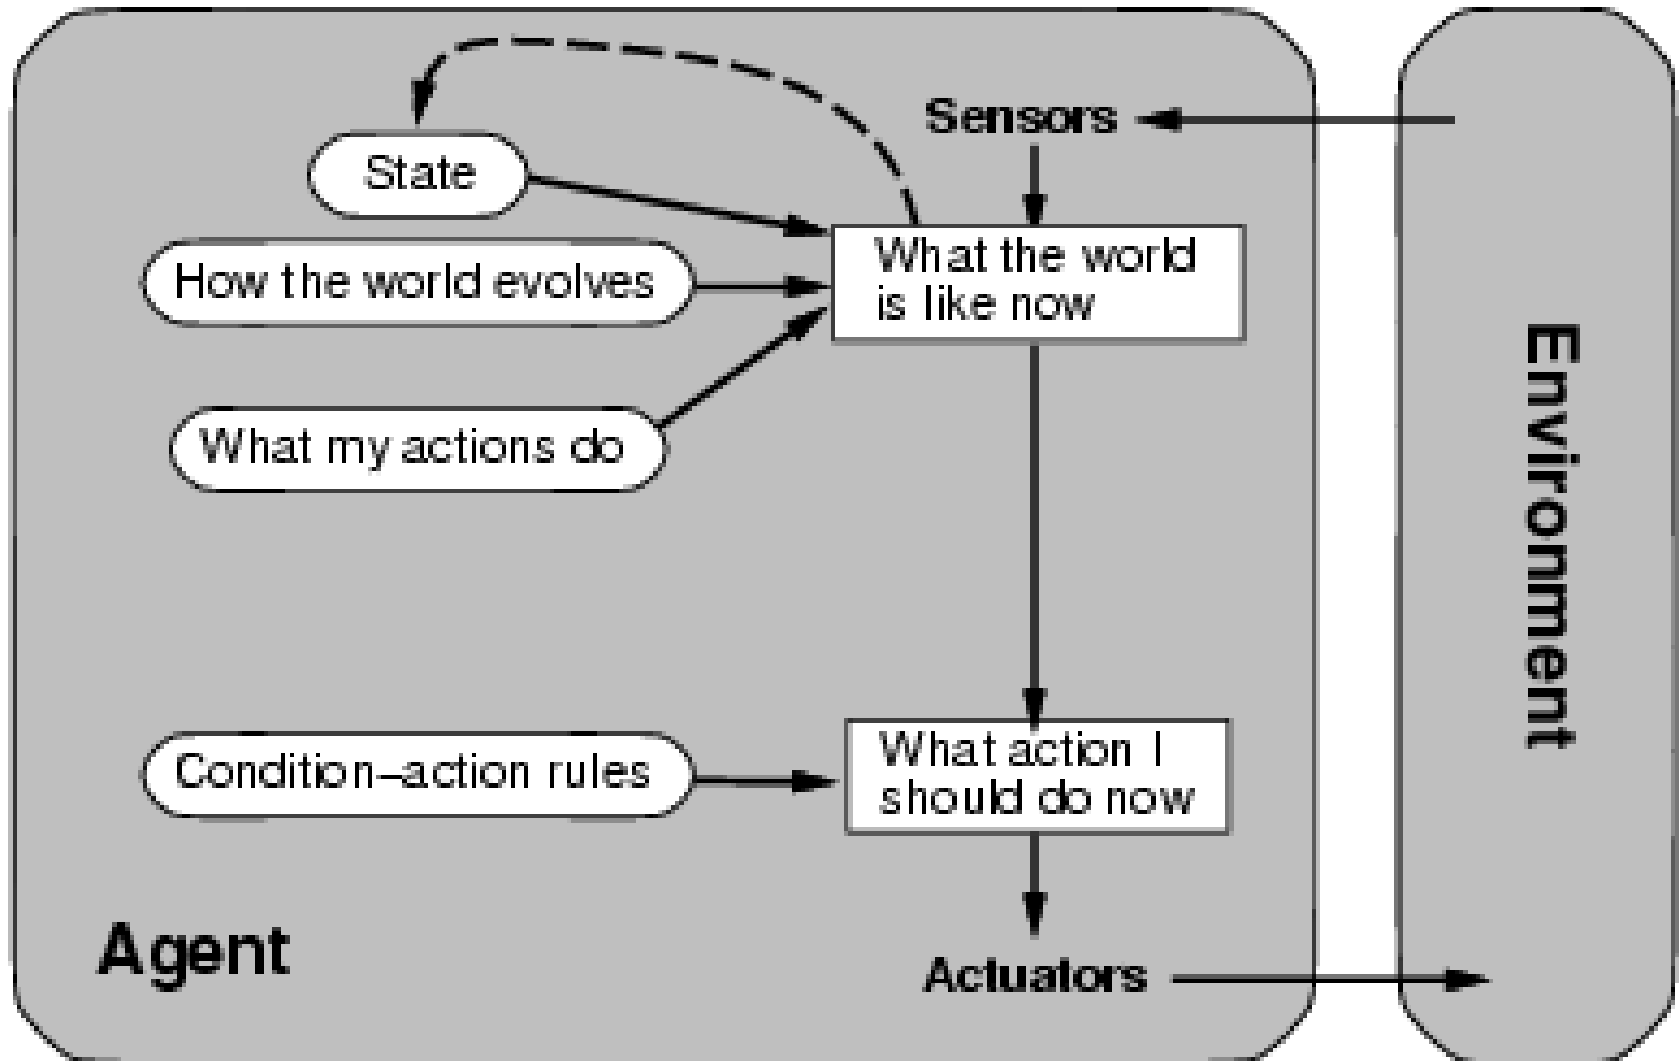 Sensors
State
What the world
is like now
How the world evolves
What my actions do
Environment
Condition–action rules
What action I
should do now
Agent
Actuators